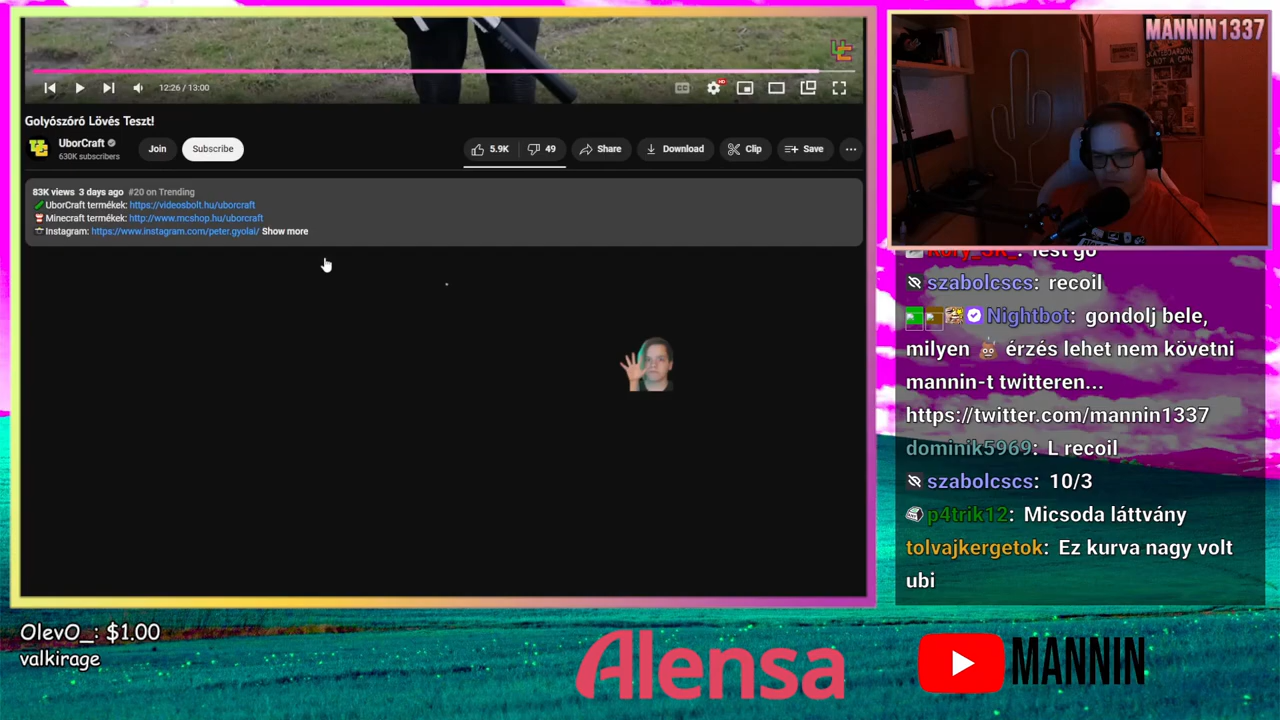 12:26 / 13:00
CC
HD
Golyószóró Lövés Teszt!
UborCraft
630K subscribers
Join
Subscribe
5.9K
49
Share
Download
Clip
Save
83K views 3 days ago #20 on Trending
UborCraft termékek: https://videosbolt.hu/uborcraft
Minecraft termékek: http://www.mcshop.hu/uborcraft
Instagram: https://www.instagram.com/peter.gyolai/ Show more
MANNIN1337
szabolcscs: recoil
Nightbot: gondolj bele,
milyen 💩 érzés lehet nem követni
mannin-t twitteren...
https://twitter.com/mannin1337
dominik5969: L recoil
szabolcscs: 10/3
p4trik12: Micsoda láttvány
tolvajkergetok: Ez kurva nagy volt
ubi
OlevO_: $1.00
valkirage
Alensa
MANNIN